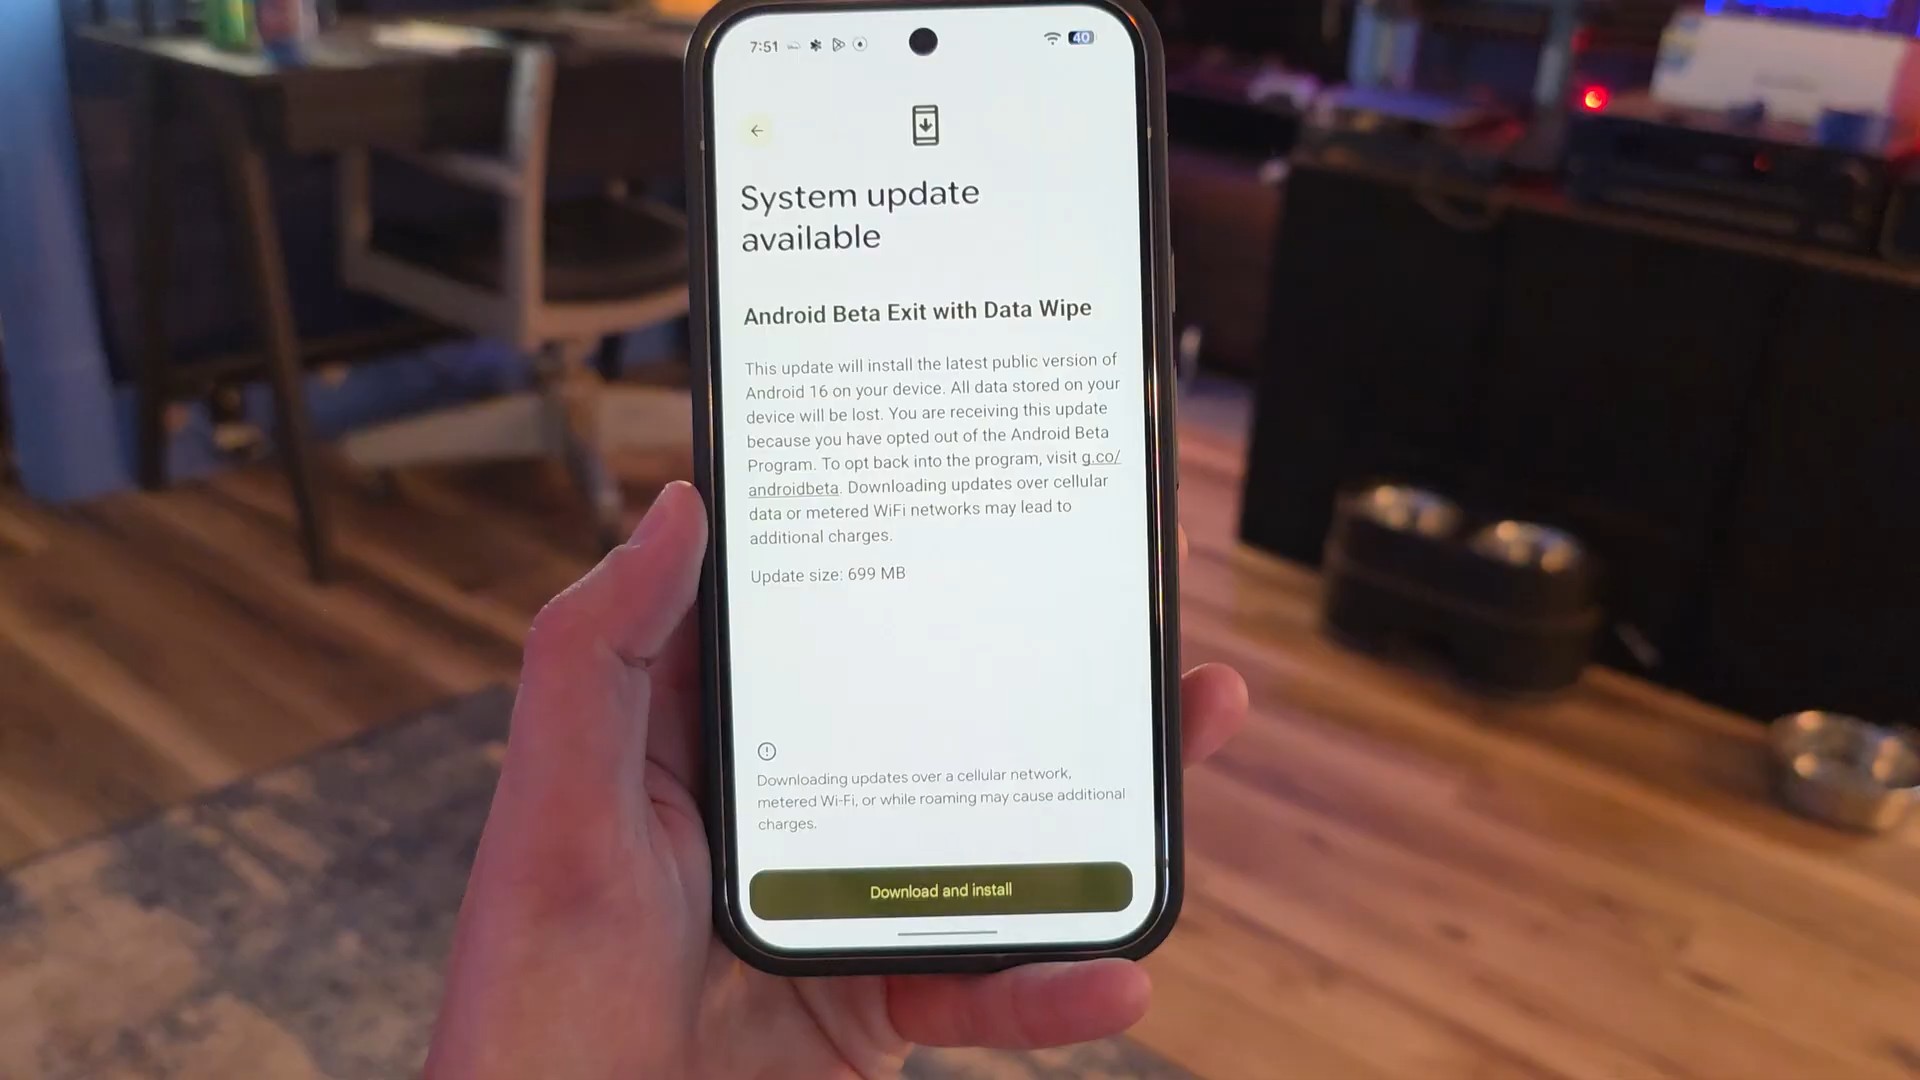 7:51
40
System update
available
Android Beta Exit with Data Wipe
This update will install the latest public version of
Android 16 on your device. All data stored on your
device will be lost. You are receiving this update
because you have opted out of the Android Beta
Program. To opt back into the program, visit g.co/
androidbeta. Downloading updates over cellular
data or metered WiFi networks may lead to
additional charges.
Update size: 699 MB
Downloading updates over a cellular network,
metered Wi-Fi, or while roaming may cause additional
charges.
Download and install